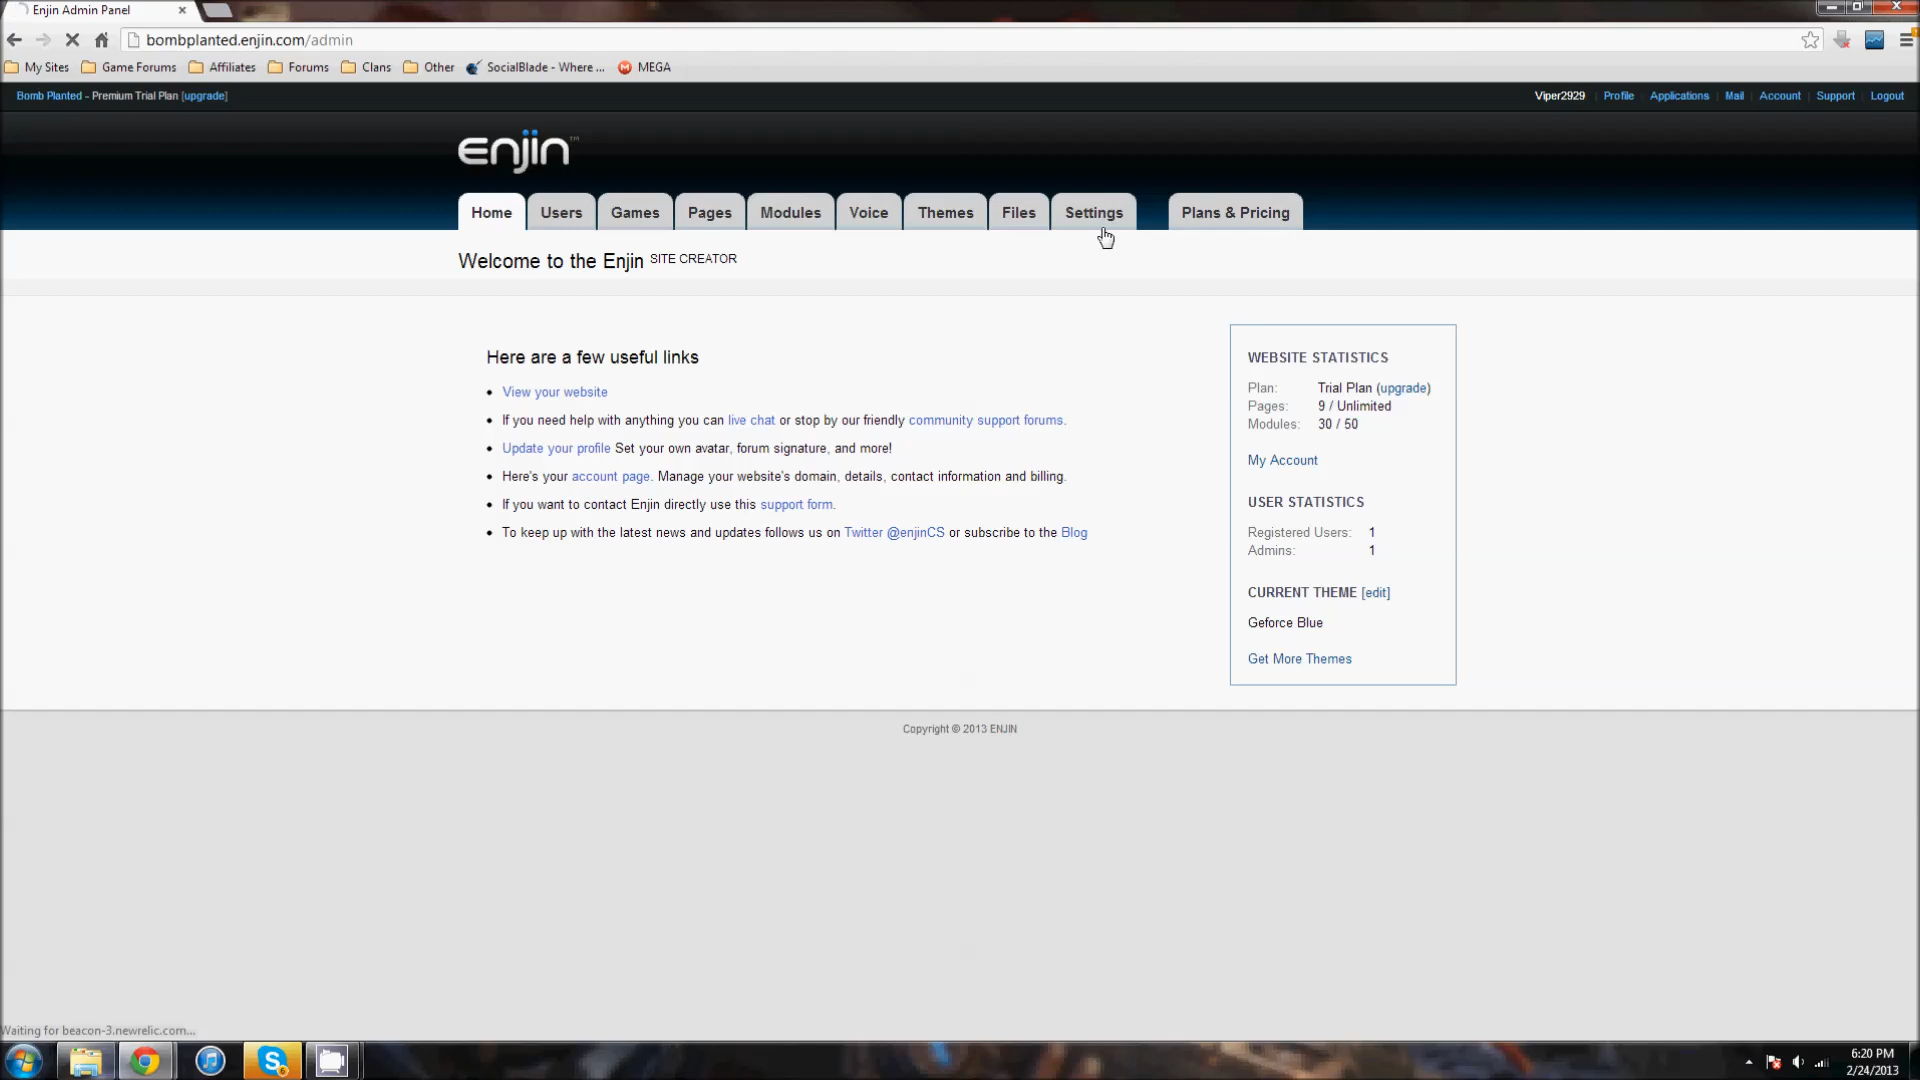 Enjin Admin Panel
bombplanted.enjin.com/admin
My Sites Game Forums Affiliates Forums Clans Other SocialBlade - Where ... MEGA
Bomb Planted - Premium Trial Plan [upgrade]
Viper2929 Profile Applications Mail Account Support Logout
enjin™
Home Users Games Pages Modules Voice Themes Files Settings Plans & Pricing
Welcome to the Enjin SITE CREATOR
Here are a few useful links
View your website
If you need help with anything you can live chat or stop by our friendly community support forums.
Update your profile Set your own avatar, forum signature, and more!
Here's your account page. Manage your website's domain, details, contact information and billing.
If you want to contact Enjin directly use this support form.
To keep up with the latest news and updates follows us on Twitter @enjinCS or subscribe to the Blog
WEBSITE STATISTICS
Plan: Trial Plan (upgrade)
Pages: 9 / Unlimited
Modules: 30 / 50
My Account
USER STATISTICS
Registered Users: 1
Admins: 1
CURRENT THEME [edit]
Geforce Blue
Get More Themes
Copyright © 2013 ENJIN
Waiting for beacon-3.newrelic.com...
6:20 PM
2/24/2013